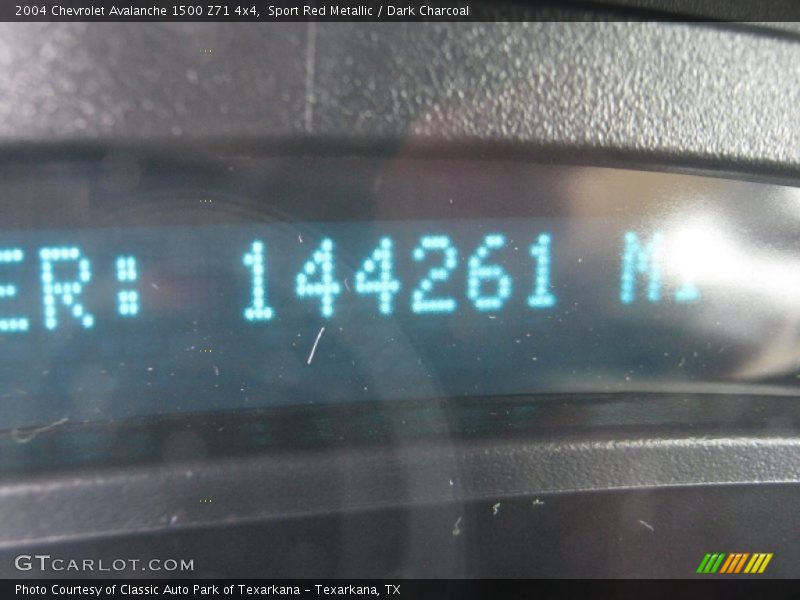 2004 Chevrolet Avalanche 1500 Z71 4x4, Sport Red Metallic / Dark Charcoal
ER: 144261 MI
GTCARLOT.COM
Photo Courtesy of Classic Auto Park of Texarkana - Texarkana, TX